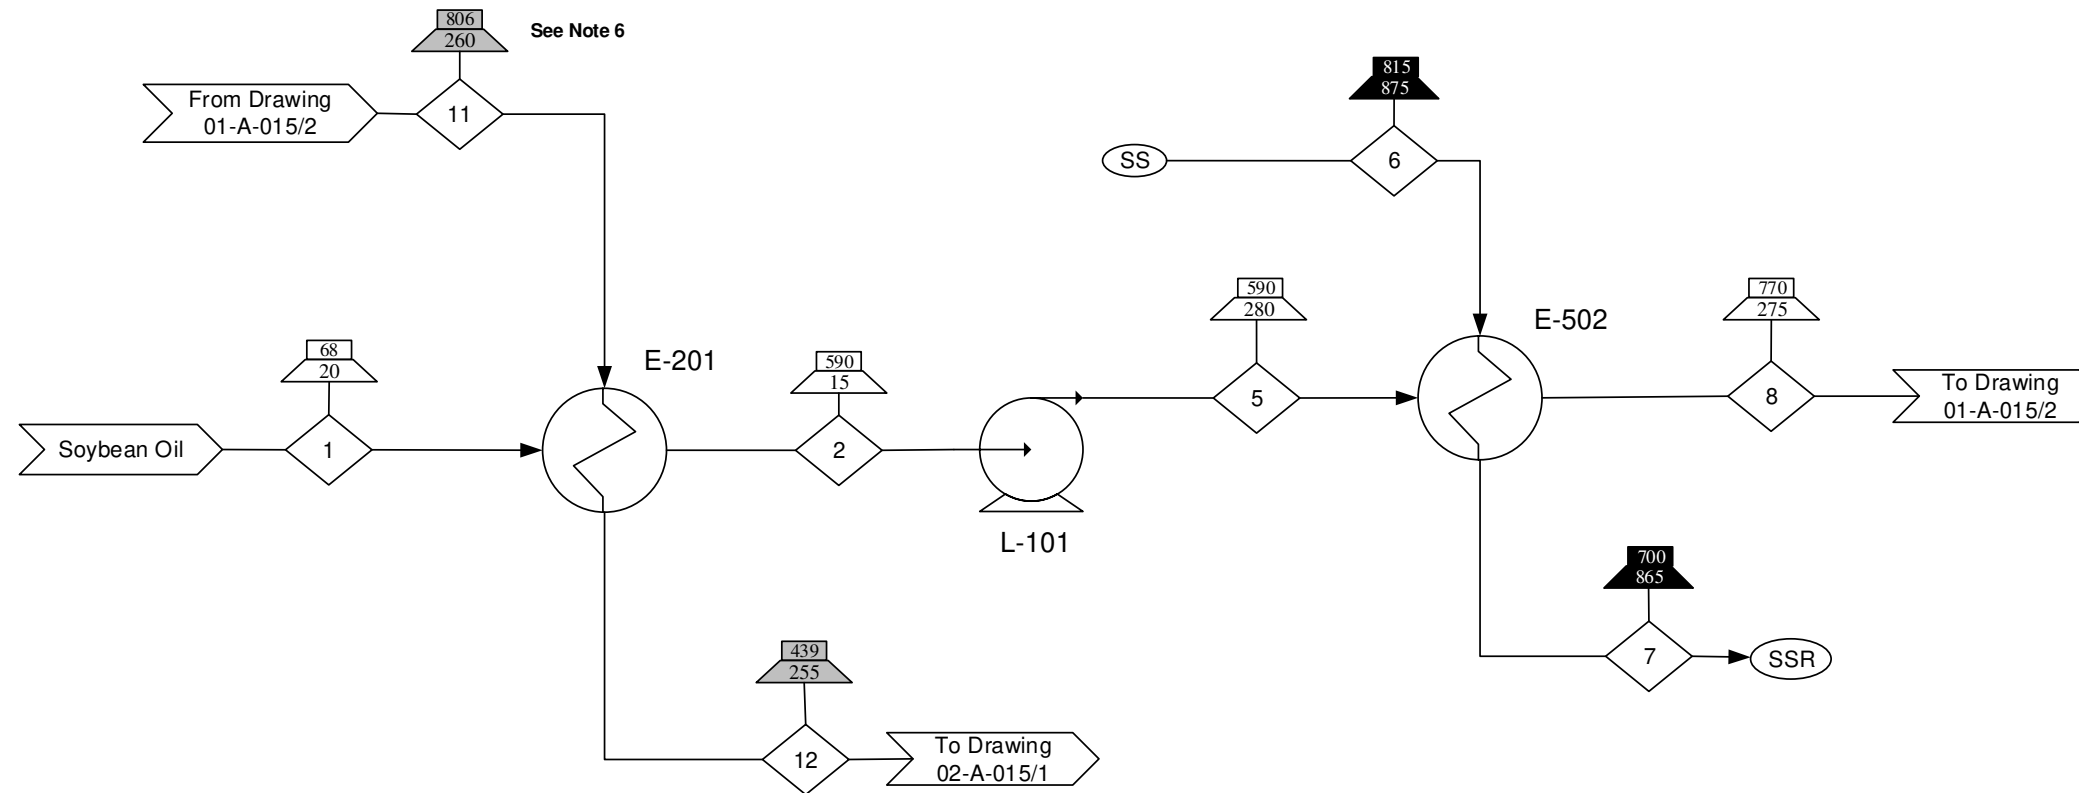 806
260
See Note 6
From Drawing
01-A-015/2
11
815
875
SS
6
590
280
5
E-502
770
275
To Drawing
01-A-015/2
8
68
20
Soybean Oil
1
E-201
590
15
2
L-101
700
865
7
SSR
439
255
12
To Drawing
02-A-015/1